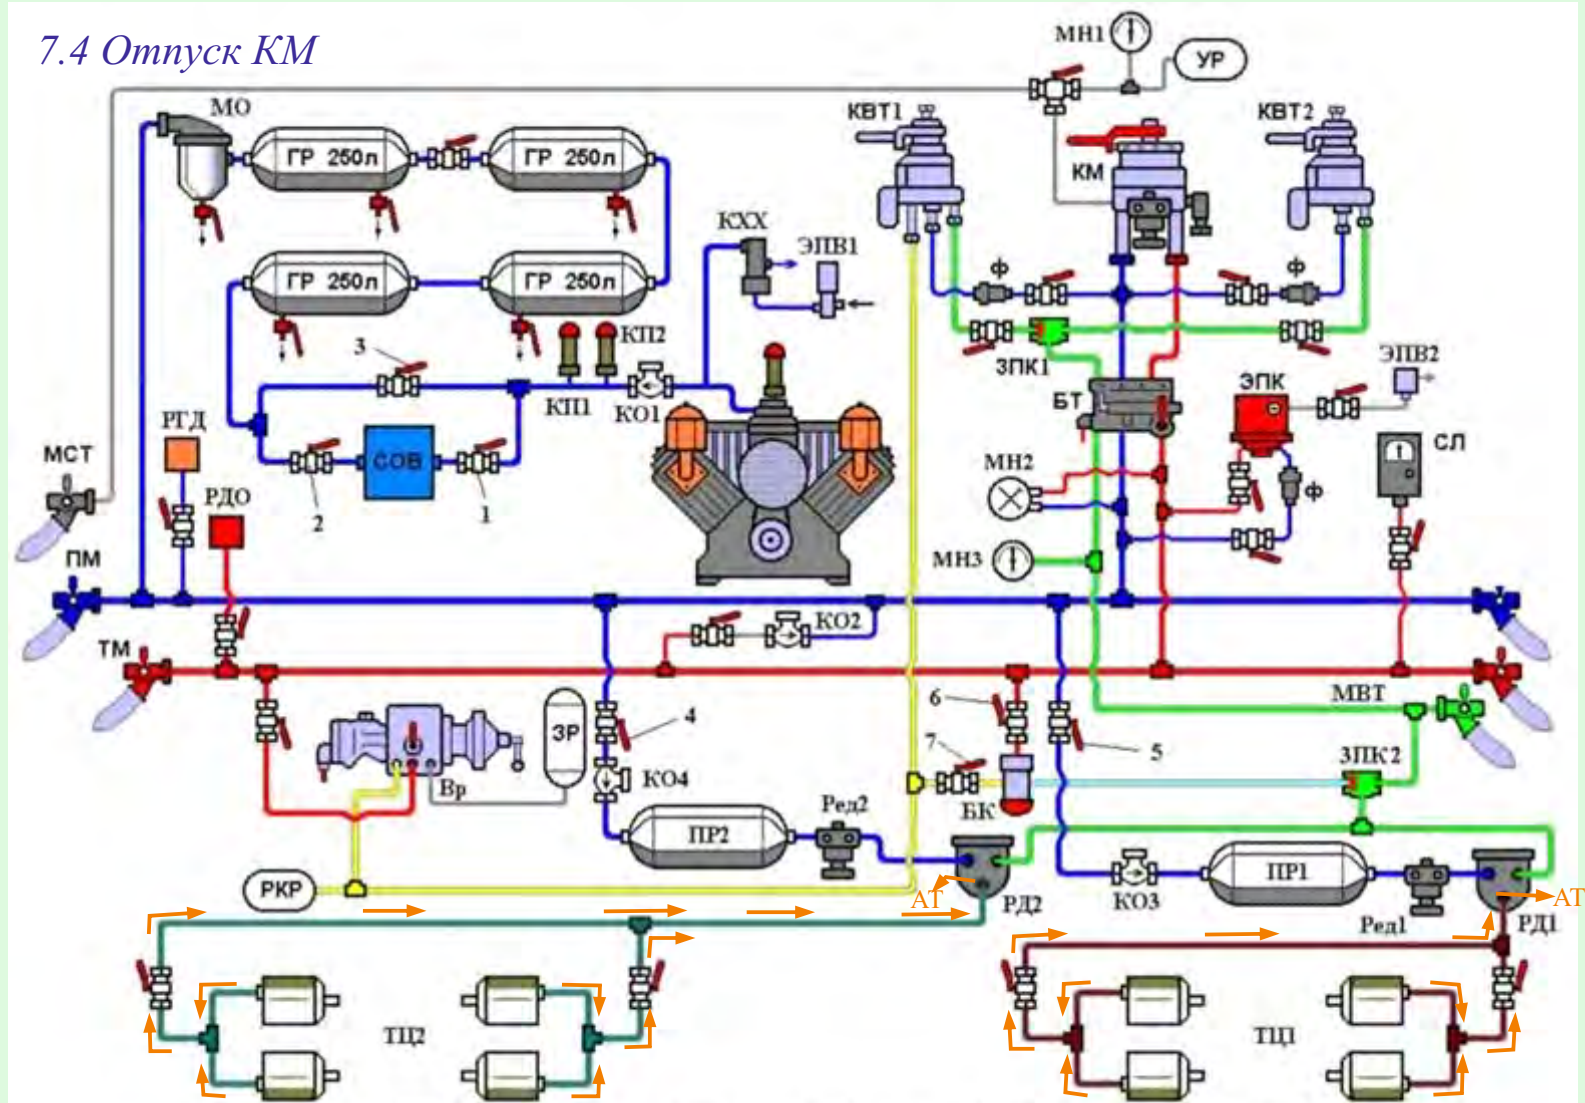 7.4 Отпуск КМ
МН1
УР
МО
КВТ1
КВТ2
ГР 250л
ГР 250л
КМ
КХХ
ЭПВ1
ГР 250л
ГР 250л
Ф
Ф
КП2
3
ЗПК1
ЭПВ2
КП1
КО1
БТ
ЭПК
РГД
МСТ
СОВ
СЛ
МН2
РДО
2
1
Ф
ПМ
МН3
КО2
ТМ
6
МВТ
ЗР
4
7
5
ЗПК2
КО4
Вр
БК
Ред2
ПР2
ПР1
РКР
АТ
РД2
КО3
АТ
Ред1
РД1
ТЦ2
ТЦ1